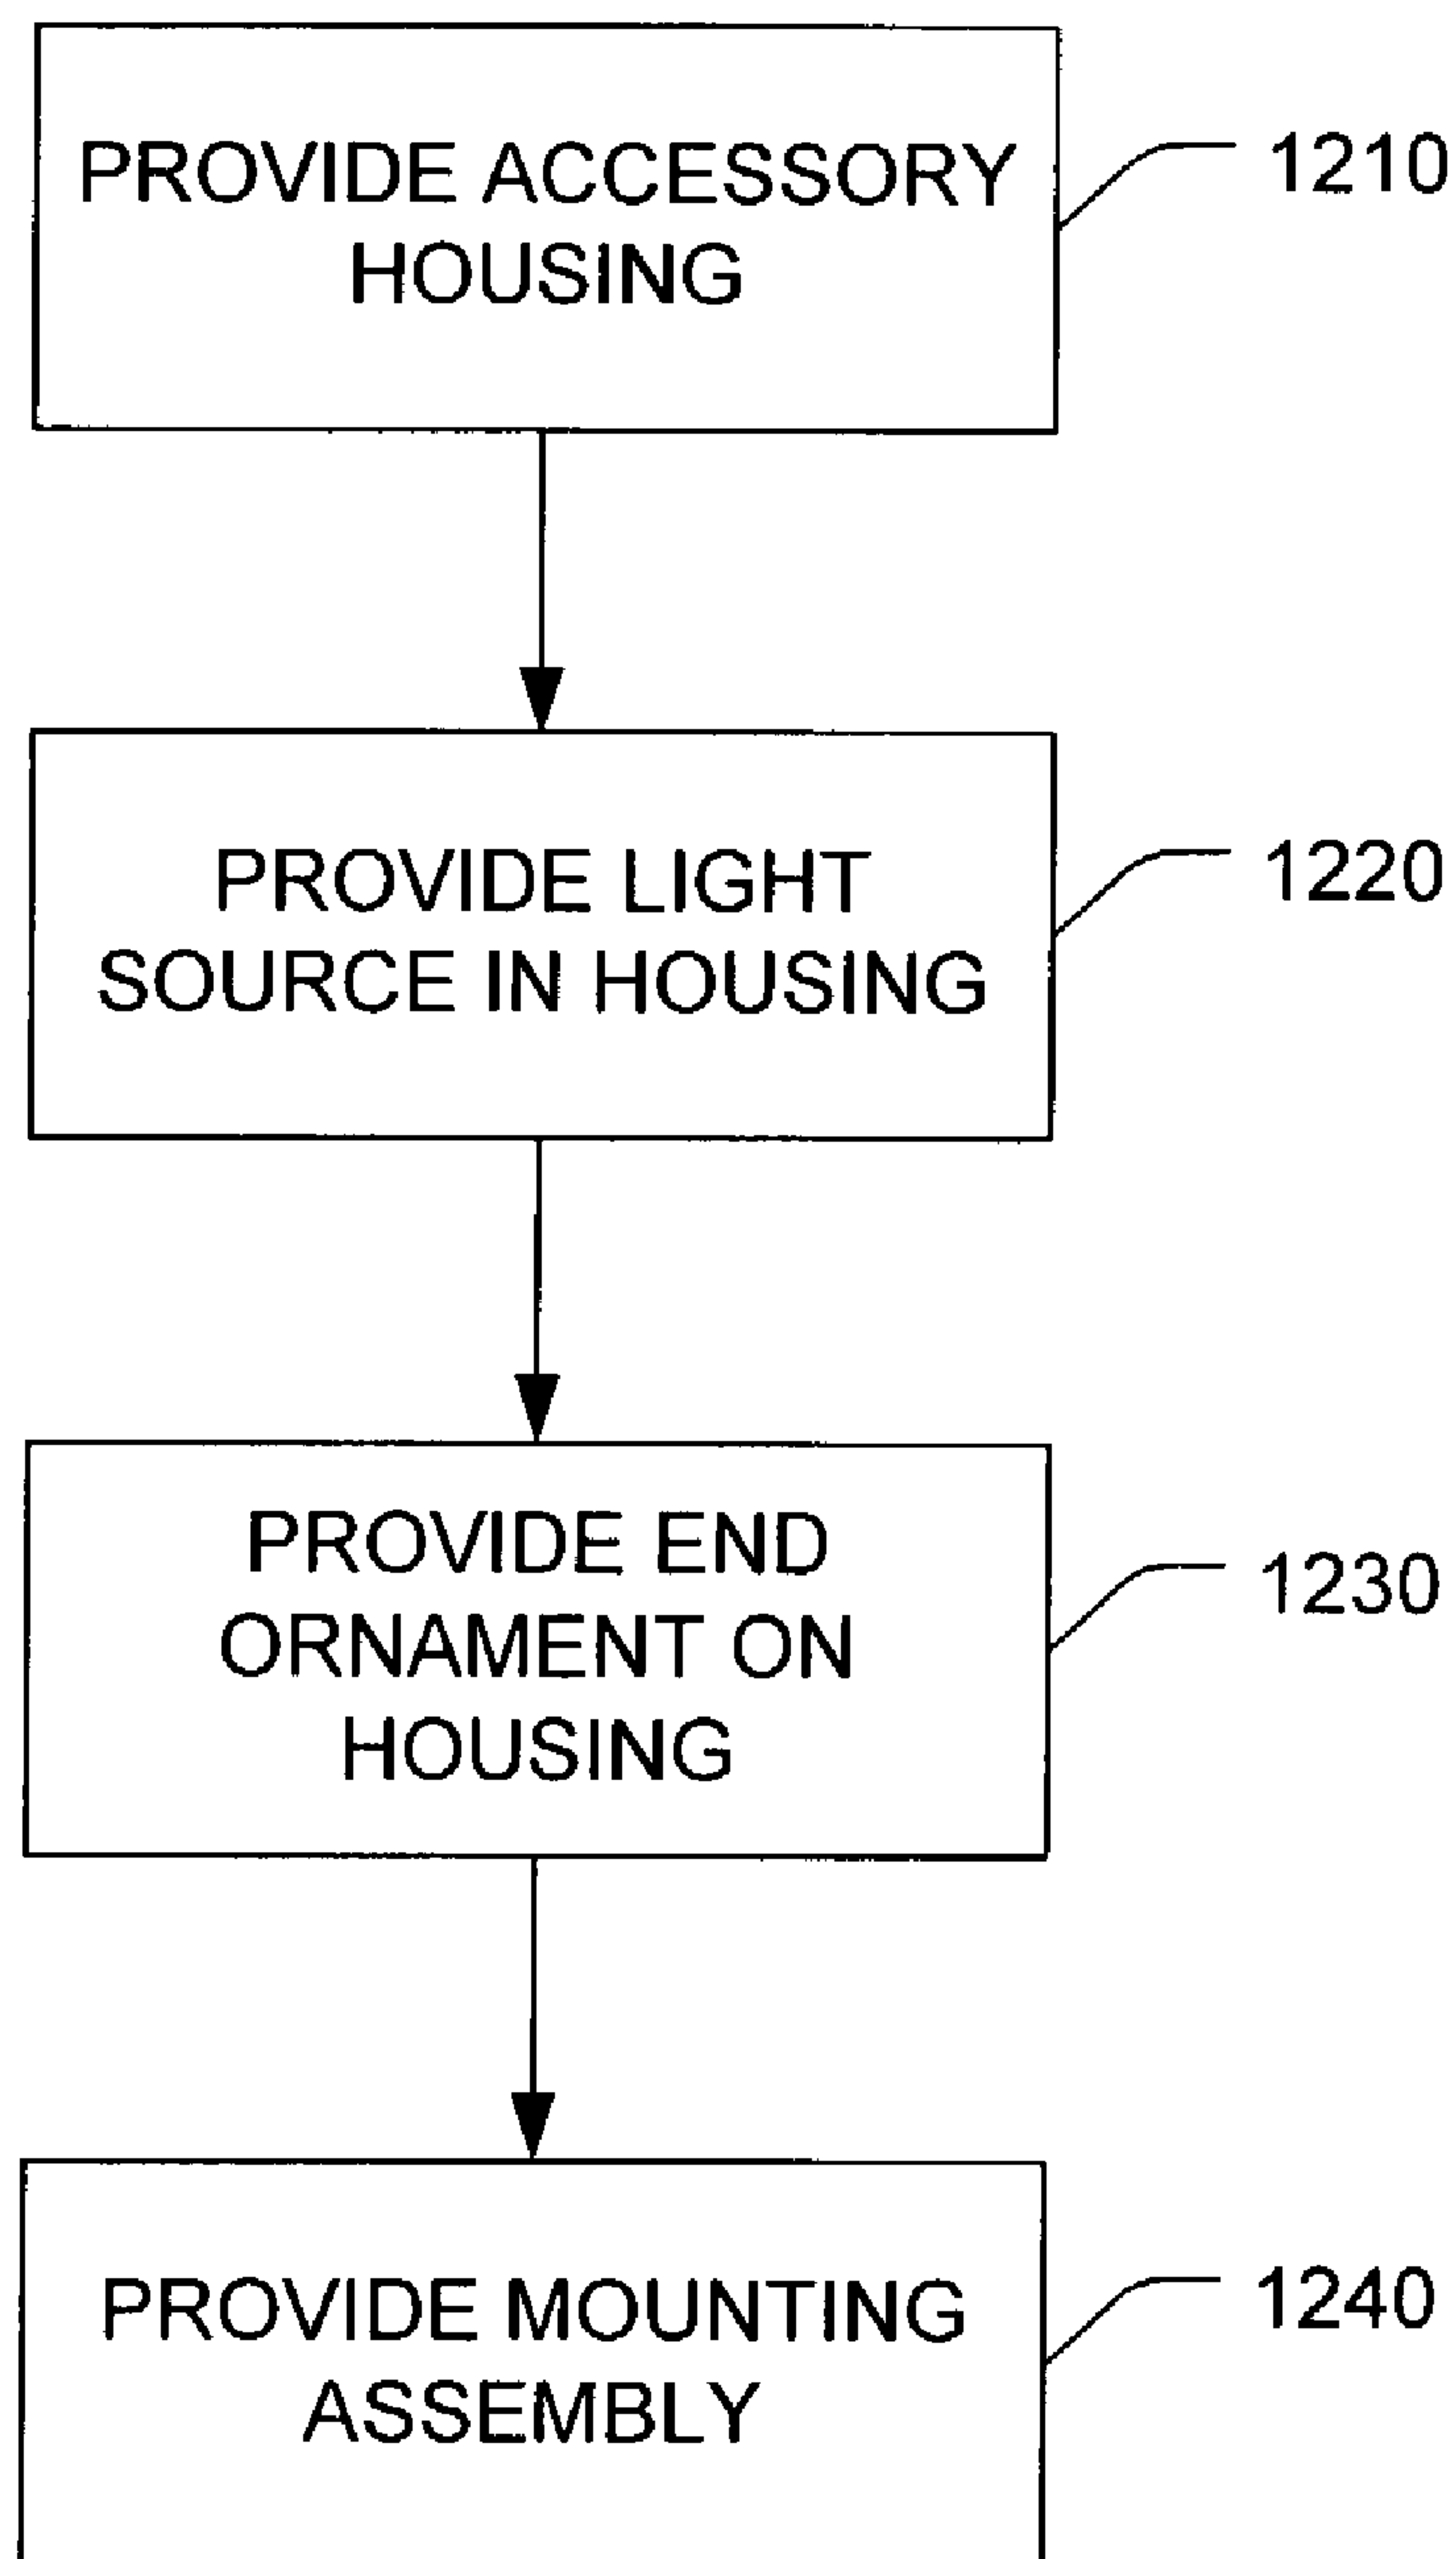 PROVIDE ACCESSORY
HOUSING
1210
PROVIDE LIGHT
SOURCE IN HOUSING
1220
PROVIDE END
ORNAMENT ON
HOUSING
1230
PROVIDE MOUNTING
ASSEMBLY
1240